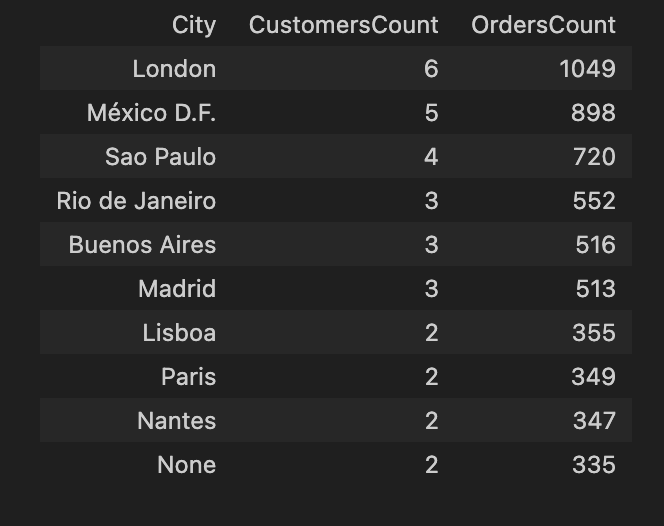 City CustomersCount OrdersCount
London 6 1049
México D.F. 5 898
Sao Paulo 4 720
Rio de Janeiro 3 552
Buenos Aires 3 516
Madrid 3 513
Lisboa 2 355
Paris 2 349
Nantes 2 347
None 2 335